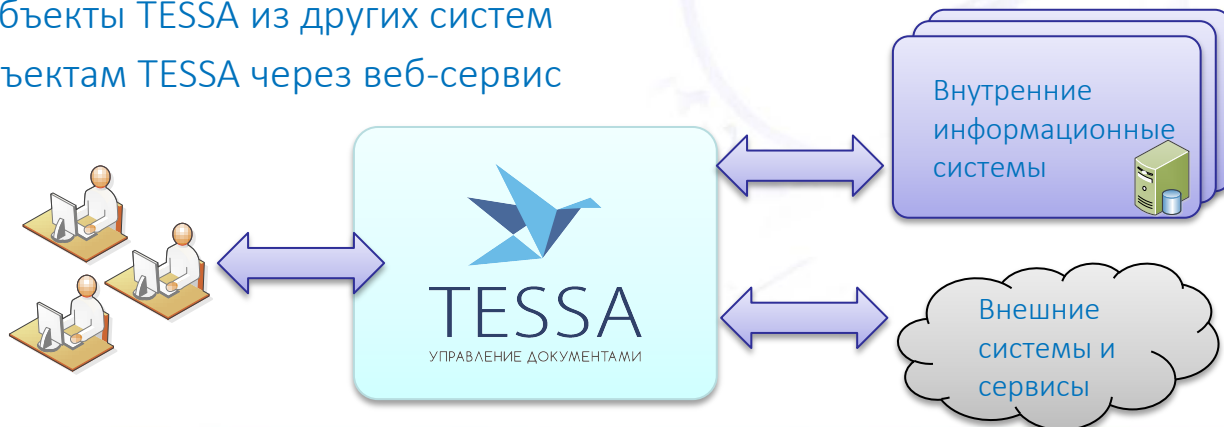 бъекты TESSA из других систем
ъектам TESSA через веб-сервис
Внутренние
информационные
системы
TESSA
УПРАВЛЕНИЕ ДОКУМЕНТАМИ
Внешние
системы и
сервисы